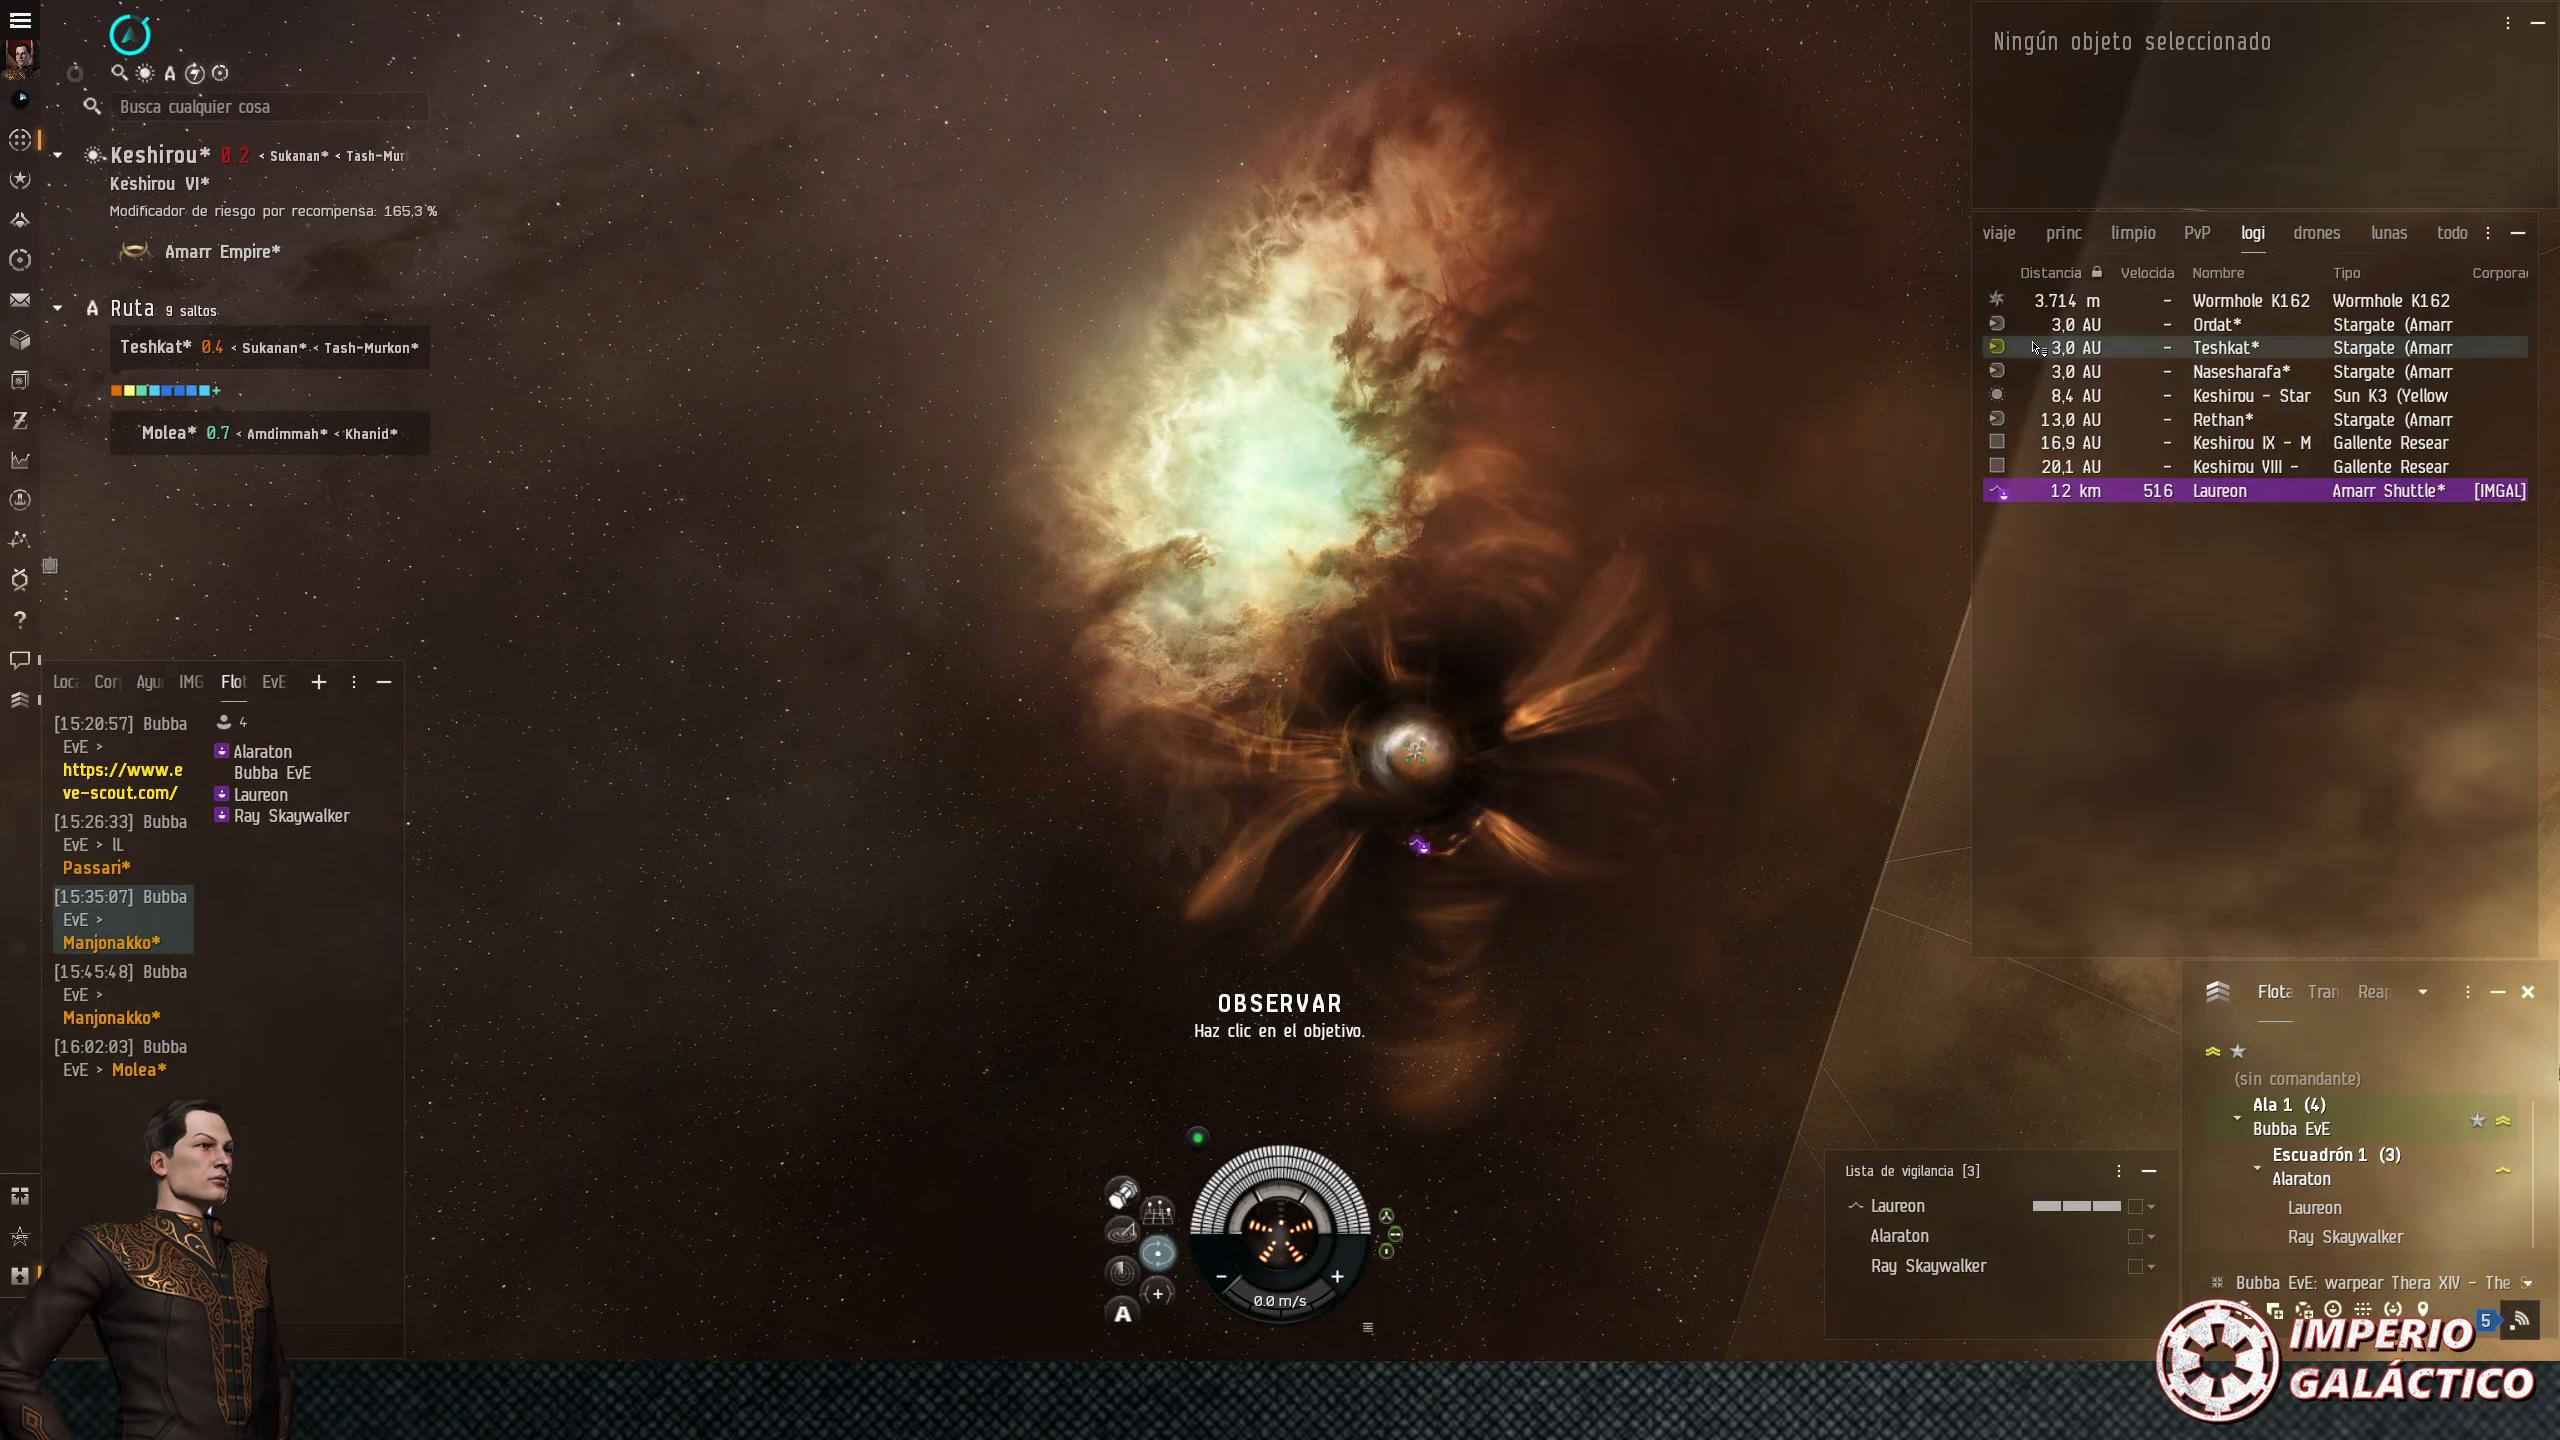 Busca cualquier cosa
Keshirou* 0.2 < Sukanan* < Tash-Mur
Keshirou VI*
Modificador de riesgo por recompensa: 165,3 %
Amarr Empire*
A Ruta 9 saltos
Teshkat* 0.4 < Sukanan* < Tash-Murkon*
Molea* 0.7 < Amdimmah* < Khanid*
Loc Cor Ayu IMG Flot EvE
[15:20:57] Bubba
EvE >
https://www.e
ve-scout.com/
[15:26:33] Bubba
EvE > lL
Passari*
[15:35:07] Bubba
EvE >
Manjonakko*
[15:45:48] Bubba
EvE >
Manjonakko*
[16:02:03] Bubba
EvE > Molea*
4
Alaraton
Bubba EvE
Laureon
Ray Skaywalker
OBSERVAR
Haz clic en el objetivo.
A
0.0 m/s
Ningún objeto seleccionado
viaje princ limpio PvP logi drones lunas todo
Distancia Velocida Nombre Tipo Corpora
3.714 m - Wormhole K162 Wormhole K162
3,0 AU - Ordat* Stargate (Amarr
3,0 AU - Teshkat* Stargate (Amarr
3,0 AU - Nasesharafa* Stargate (Amarr
8,4 AU - Keshirou - Star Sun K3 (Yellow
13,0 AU - Rethan* Stargate (Amarr
16,9 AU - Keshirou IX - M Gallente Resear
20,1 AU - Keshirou VIII - Gallente Resear
12 km 516 Laureon Amarr Shuttle* [IMGAL]
Flota Tran Reap
(sin comandante)
Ala 1 (4)
Bubba EvE
Escuadrón 1 (3)
Alaraton
Laureon
Ray Skaywalker
Bubba EvE: warpear Thera XIV - The
5
Lista de vigilancia [3]
Laureon
Alaraton
Ray Skaywalker
IMPERIO
GALÁCTICO